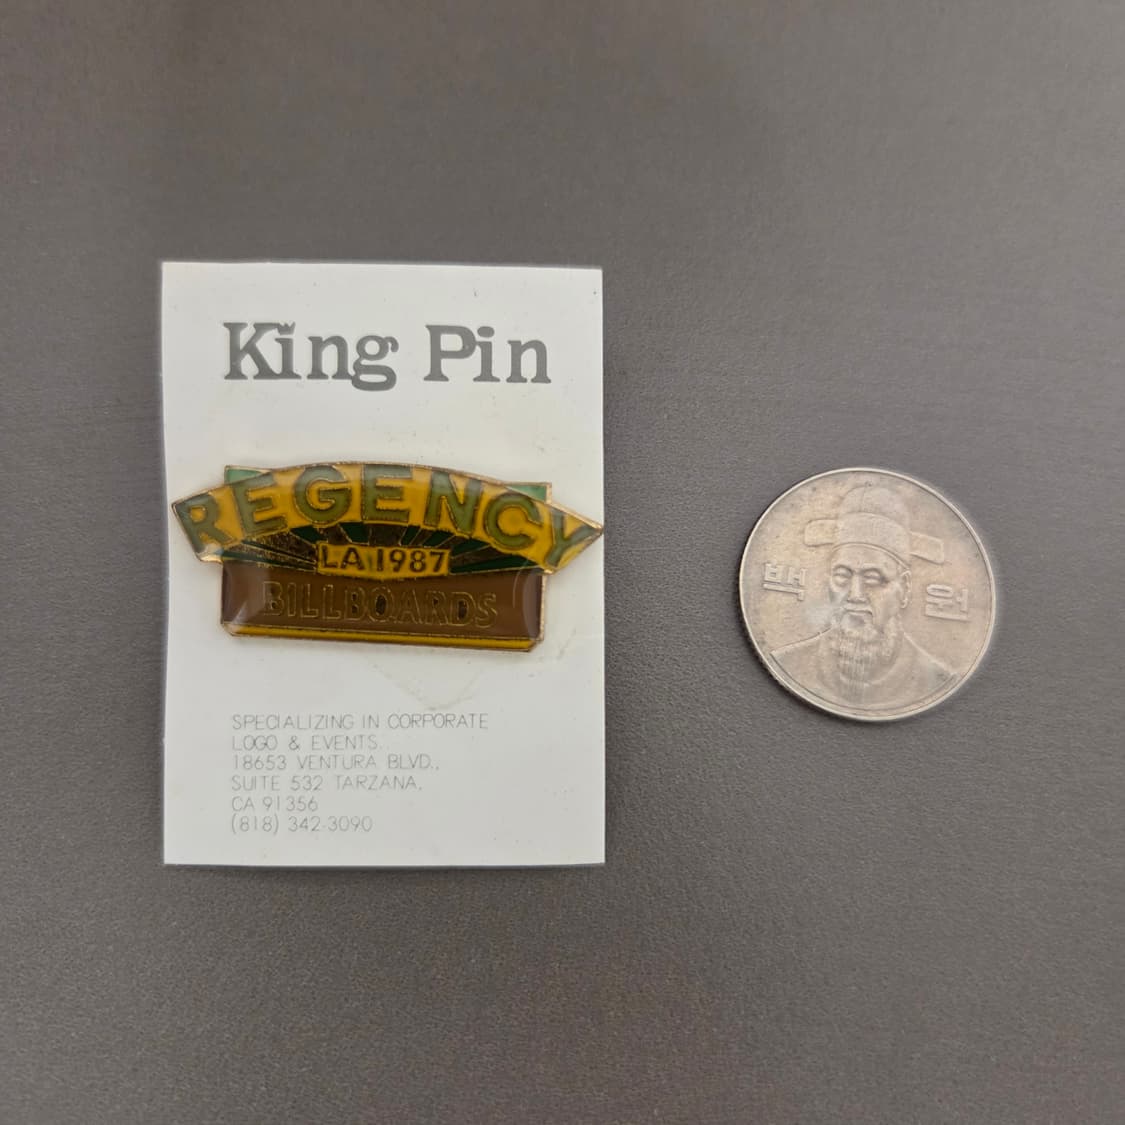 King Pin
REGENCY
LA 1987
BILLBOARDS
SPECIALIZING IN CORPORATE
LOGO & EVENTS.
18653 VENTURA BLVD.,
SUITE 532 TARZANA,
CA 91356
(818) 342-3090
백 원